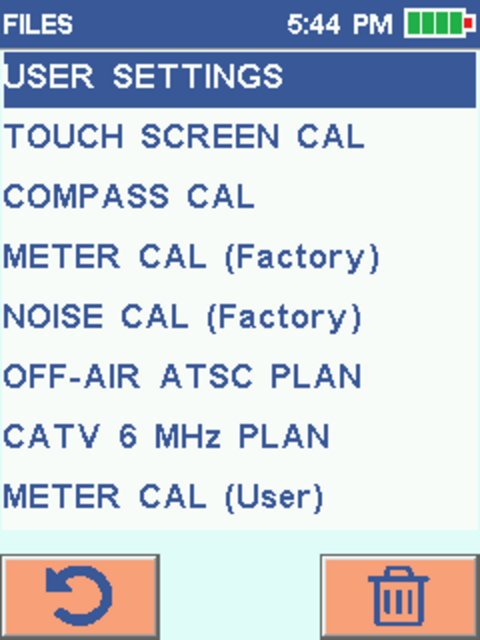 FILES 5:44 PM
USER SETTINGS
TOUCH SCREEN CAL
COMPASS CAL
METER CAL (Factory)
NOISE CAL (Factory)
OFF-AIR ATSC PLAN
CATV 6 MHz PLAN
METER CAL (User)